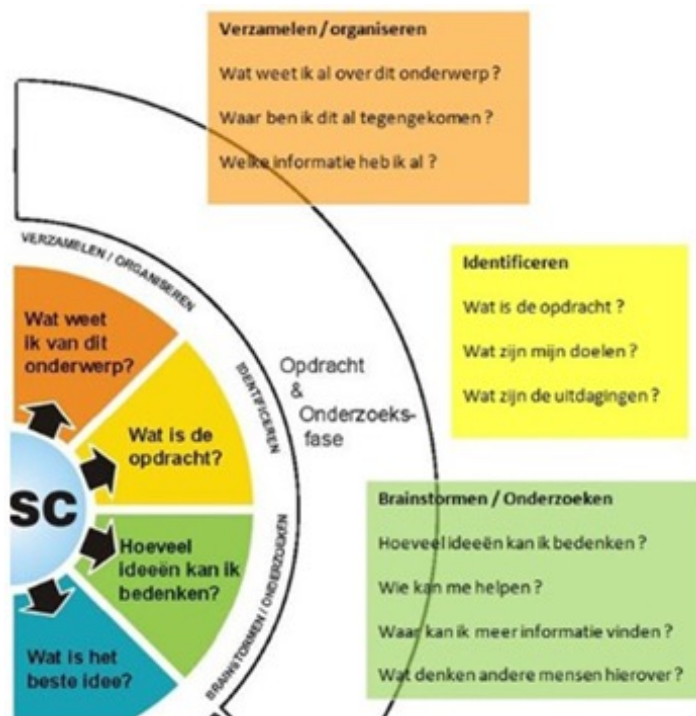 Verzamelen / organiseren
Wat weet ik al over dit onderwerp ?
Waar ben ik dit al tegengekomen ?
Welke informatie heb ik al ?
VERZAMELEN / ORGANISEREN
Wat weet
ik van dit
onderwerp?
Identificeren
Wat is de opdracht ?
Wat zijn mijn doelen ?
Wat zijn de uitdagingen ?
IDENTIFICEREN
Wat is de
opdracht?
Opdracht
of
Onderzoeks-
fase
SC
Brainstormen / Onderzoeken
Hoeveel ideeën kan ik bedenken ?
Wie kan me helpen ?
Waar kan ik meer informatie vinden ?
Wat denken andere mensen hierover ?
BRAINSTORMEN / ONDERZORKEN
Hoeveel
ideeën kan ik
bedenken?
Wat is het
beste idee?